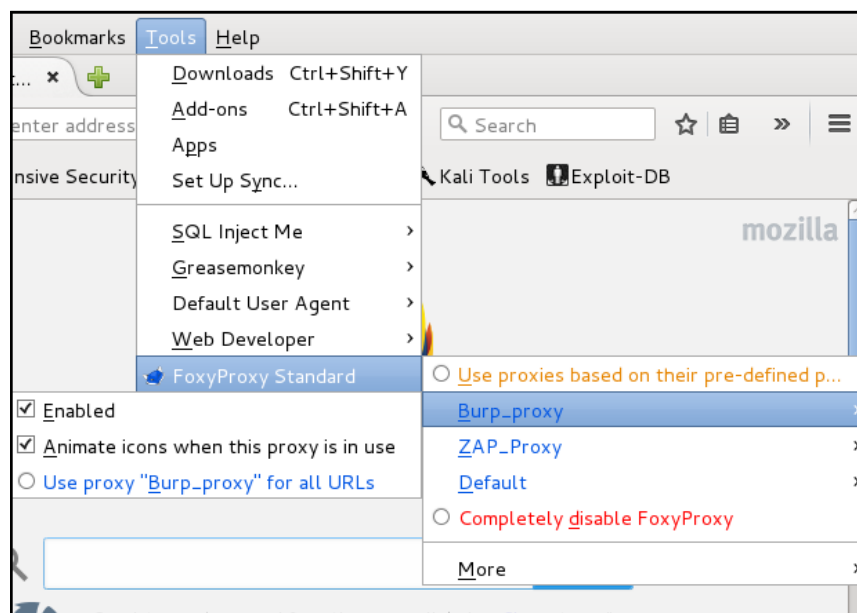 Bookmarks Tools Help
t...
Downloads Ctrl+Shift+Y
Add-ons Ctrl+Shift+A
Apps
Set Up Sync...
SQL Inject Me
Greasemonkey
Default User Agent
Web Developer
FoxyProxy Standard
enter address
Search
nsive Security
Kali Tools
Exploit-DB
mozilla
Use proxies based on their pre-defined p...
Burp_proxy
ZAP_Proxy
Default
Completely disable FoxyProxy
More
Enabled
Animate icons when this proxy is in use
Use proxy "Burp_proxy" for all URLs